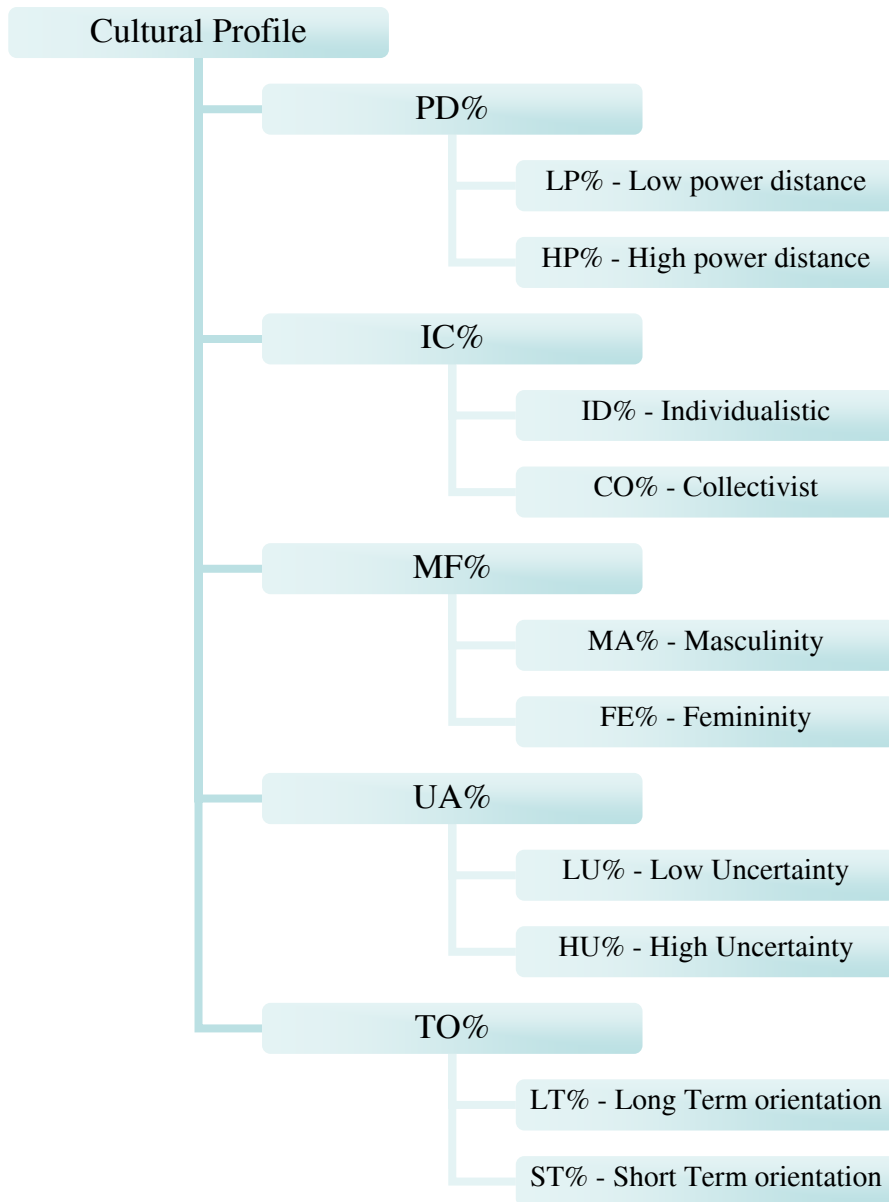 Cultural Profile
PD%
LP% - Low power distance
HP% - High power distance
IC%
ID% - Individualistic
CO% - Collectivist
MF%
MA% - Masculinity
FE% - Femininity
UA%
LU% - Low Uncertainty
HU% - High Uncertainty
TO%
LT% - Long Term orientation
ST% - Short Term orientation